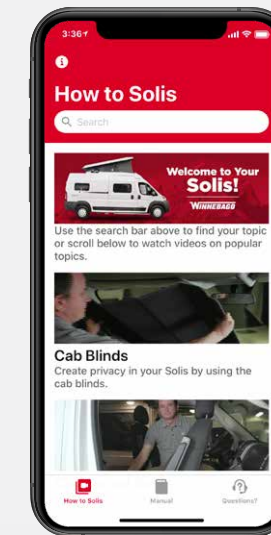 3:36
How to Solis
Search
Welcome to Your
Solis!
WINNEBAGO
Use the search bar above to find your topic
or scroll below to watch videos on popular
topics.
Cab Blinds
Create privacy in your Solis by using the
cab blinds.
How to Solis
Manual
Questions?